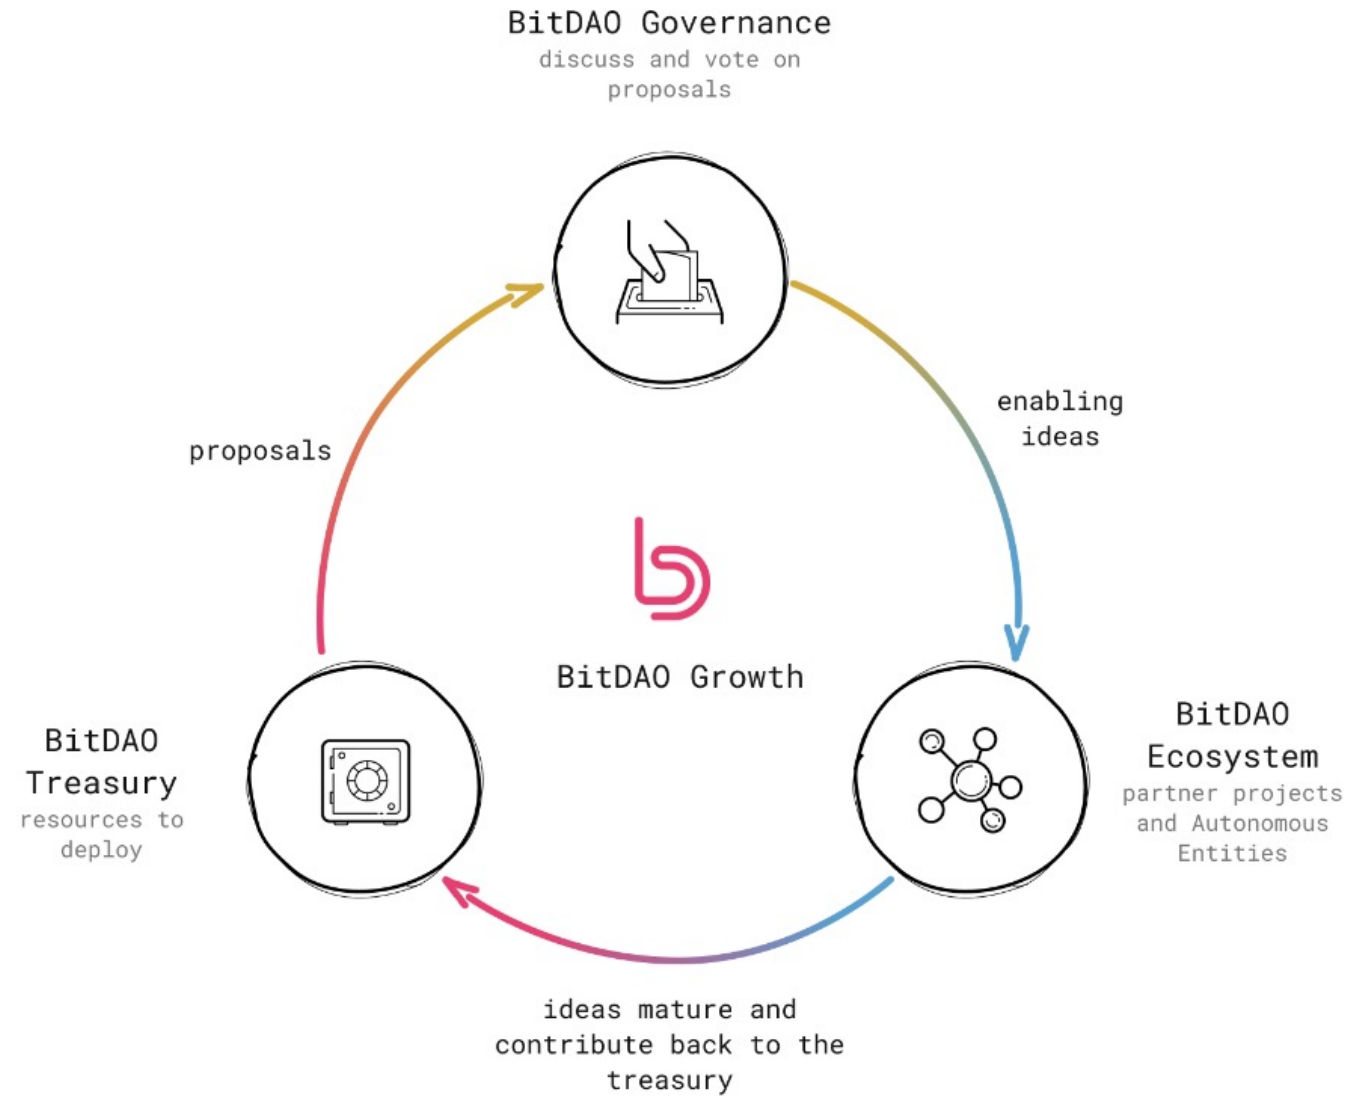 BitDAO Governance
discuss and vote on
proposals
enabling
ideas
proposals
BitDAO Growth
BitDAO
Treasury
resources to
deploy
BitDAO
Ecosystem
partner projects
and Autonomous
Entities
ideas mature and
contribute back to the
treasury